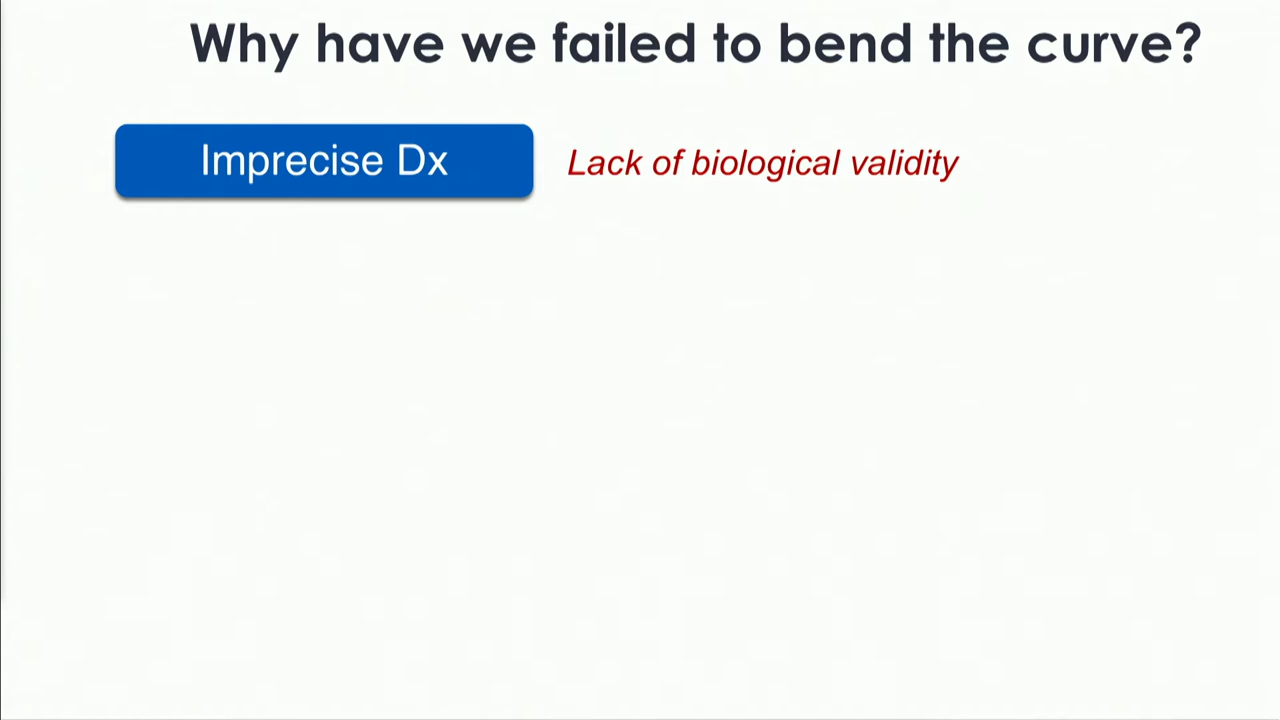 Why have we failed to bend the curve?
Imprecise Dx
Lack of biological validity